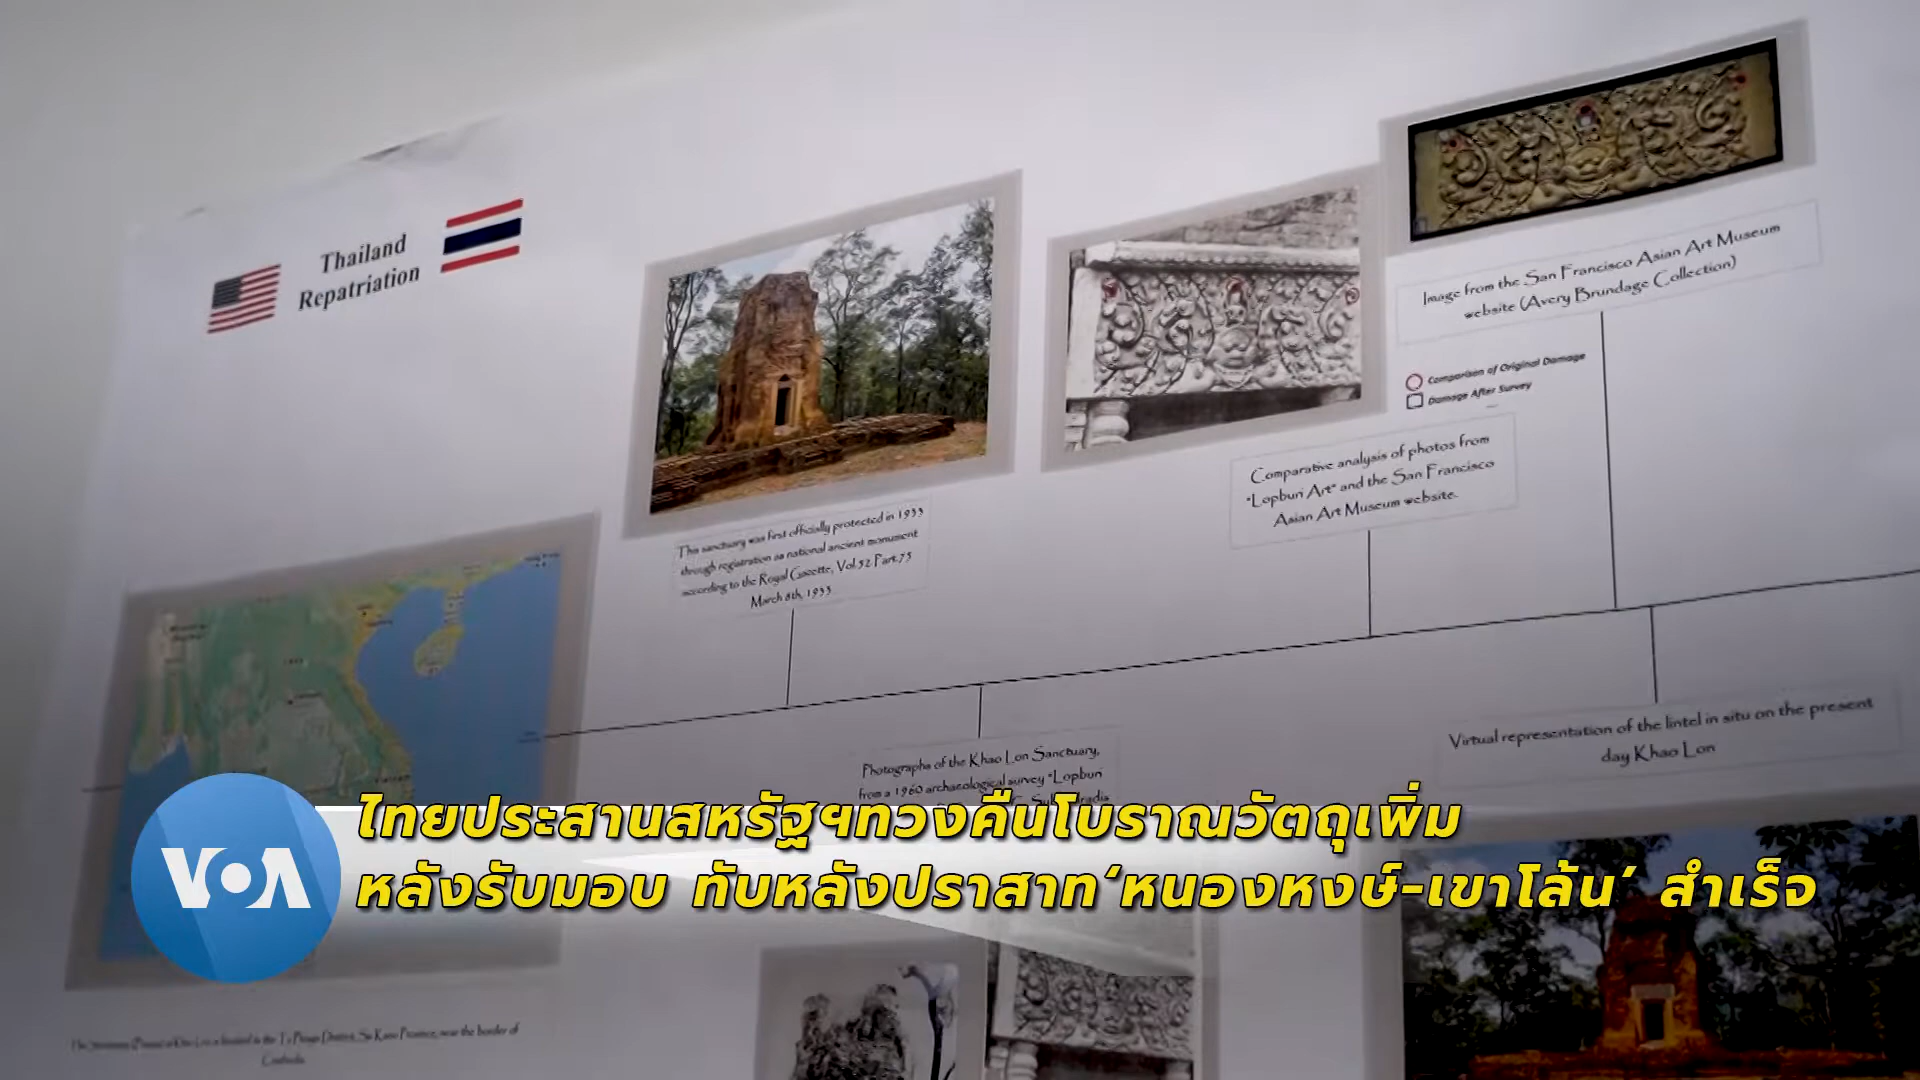 Thailand
Repatriation
Image from the San Francisco Asian Art Museum
website (Avery Brundage Collection)
Comparison of Original Damage
Damage After Survey
Comparative analysis of photos from
"Lopburi Art" and the San Francisco
Asian Art Museum website.
This sanctuary was first officially protected in 1933
through registration as national ancient monument
according to the Royal Gazette, Vol.52 Part.75
March 8th, 1933
Virtual representation of the lintel in situ on the present
day Khao Lon
Photographs of the Khao Lon Sanctuary,
from a 1960 archaeological survey "Lopburi
VOA
ไทยประสานสหรัฐฯทวงคืนโบราณวัตถุเพิ่ม
หลังรับมอบ ทับหลังปราสาท‘หนองหงษ์-เขาโล้น’ สำเร็จ